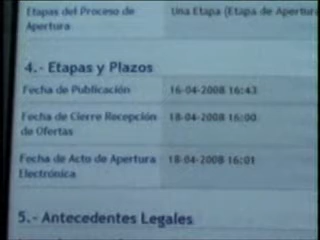 Etapas del Proceso de Una Etapa (Etapa de Apertura
Apertura
4.- Etapas y Plazos
Fecha de Publicación 16-04-2008 16:43
Fecha de Cierre Recepción 18-04-2008 16:00
de Ofertas
Fecha de Acto de Apertura 18-04-2008 16:01
Electrónica
5.- Antecedentes Legales